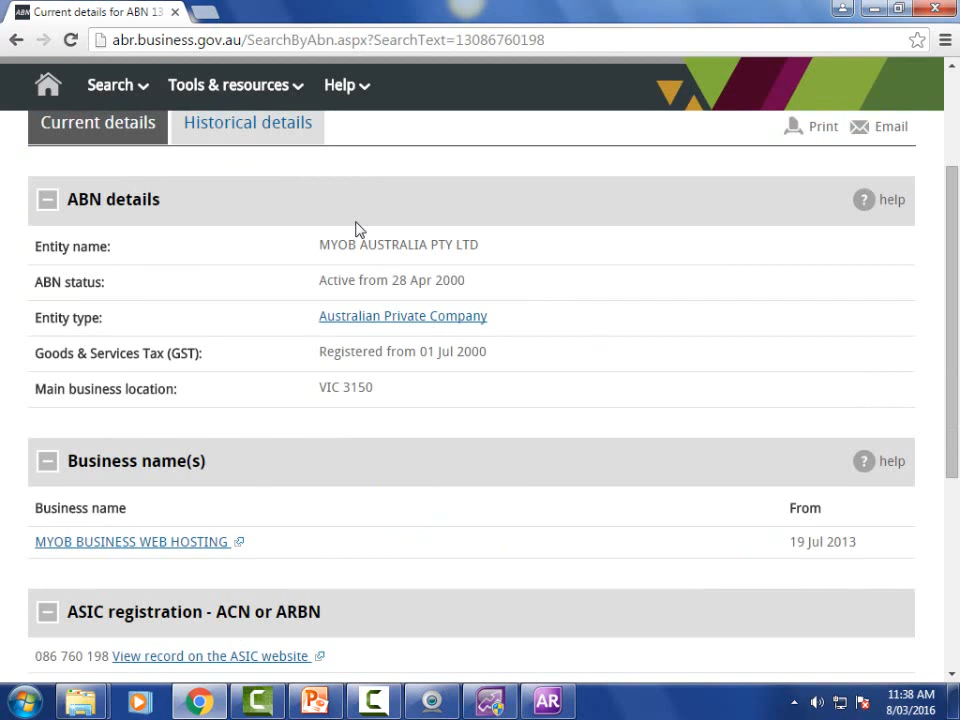 ABN Current details for ABN 13 ×
abr.business.gov.au/SearchByAbn.aspx?SearchText=13086760198
Search Tools & resources Help
Current details Historical details Print Email
ABN details ? help
Entity name: MYOB AUSTRALIA PTY LTD
ABN status: Active from 28 Apr 2000
Entity type: Australian Private Company
Goods & Services Tax (GST): Registered from 01 Jul 2000
Main business location: VIC 3150
Business name(s) ? help
Business name From
MYOB BUSINESS WEB HOSTING 19 Jul 2013
ASIC registration - ACN or ARBN
086 760 198 View record on the ASIC website
AR
11:38 AM
8/03/2016